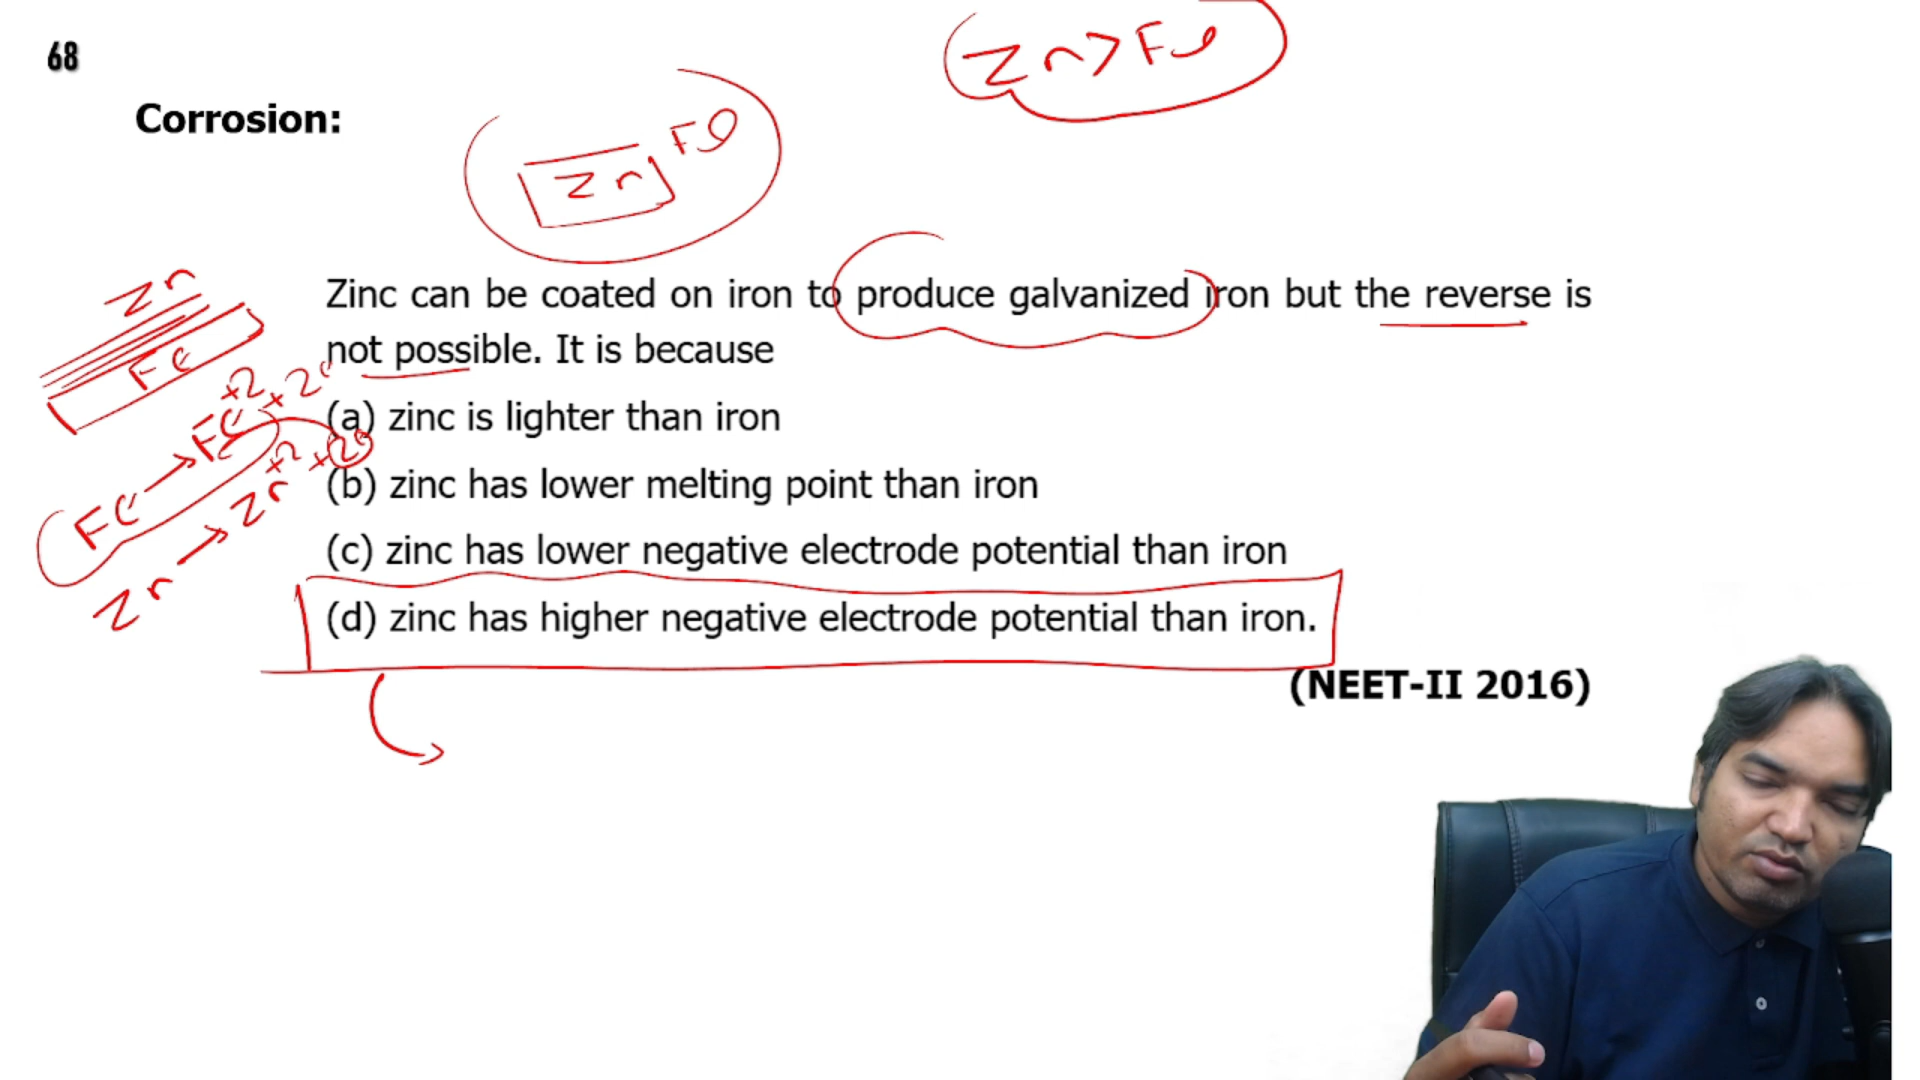 68
Zn > Fe
Corrosion:
Zn Fe
Zn
Fe
Zinc can be coated on iron to produce galvanized iron but the reverse is
not possible. It is because
(a) zinc is lighter than iron
(b) zinc has lower melting point than iron
(c) zinc has lower negative electrode potential than iron
(d) zinc has higher negative electrode potential than iron.
(NEET-II 2016)
Fe → Fe+2 + 2e
Zn → Zn+2 + 2e